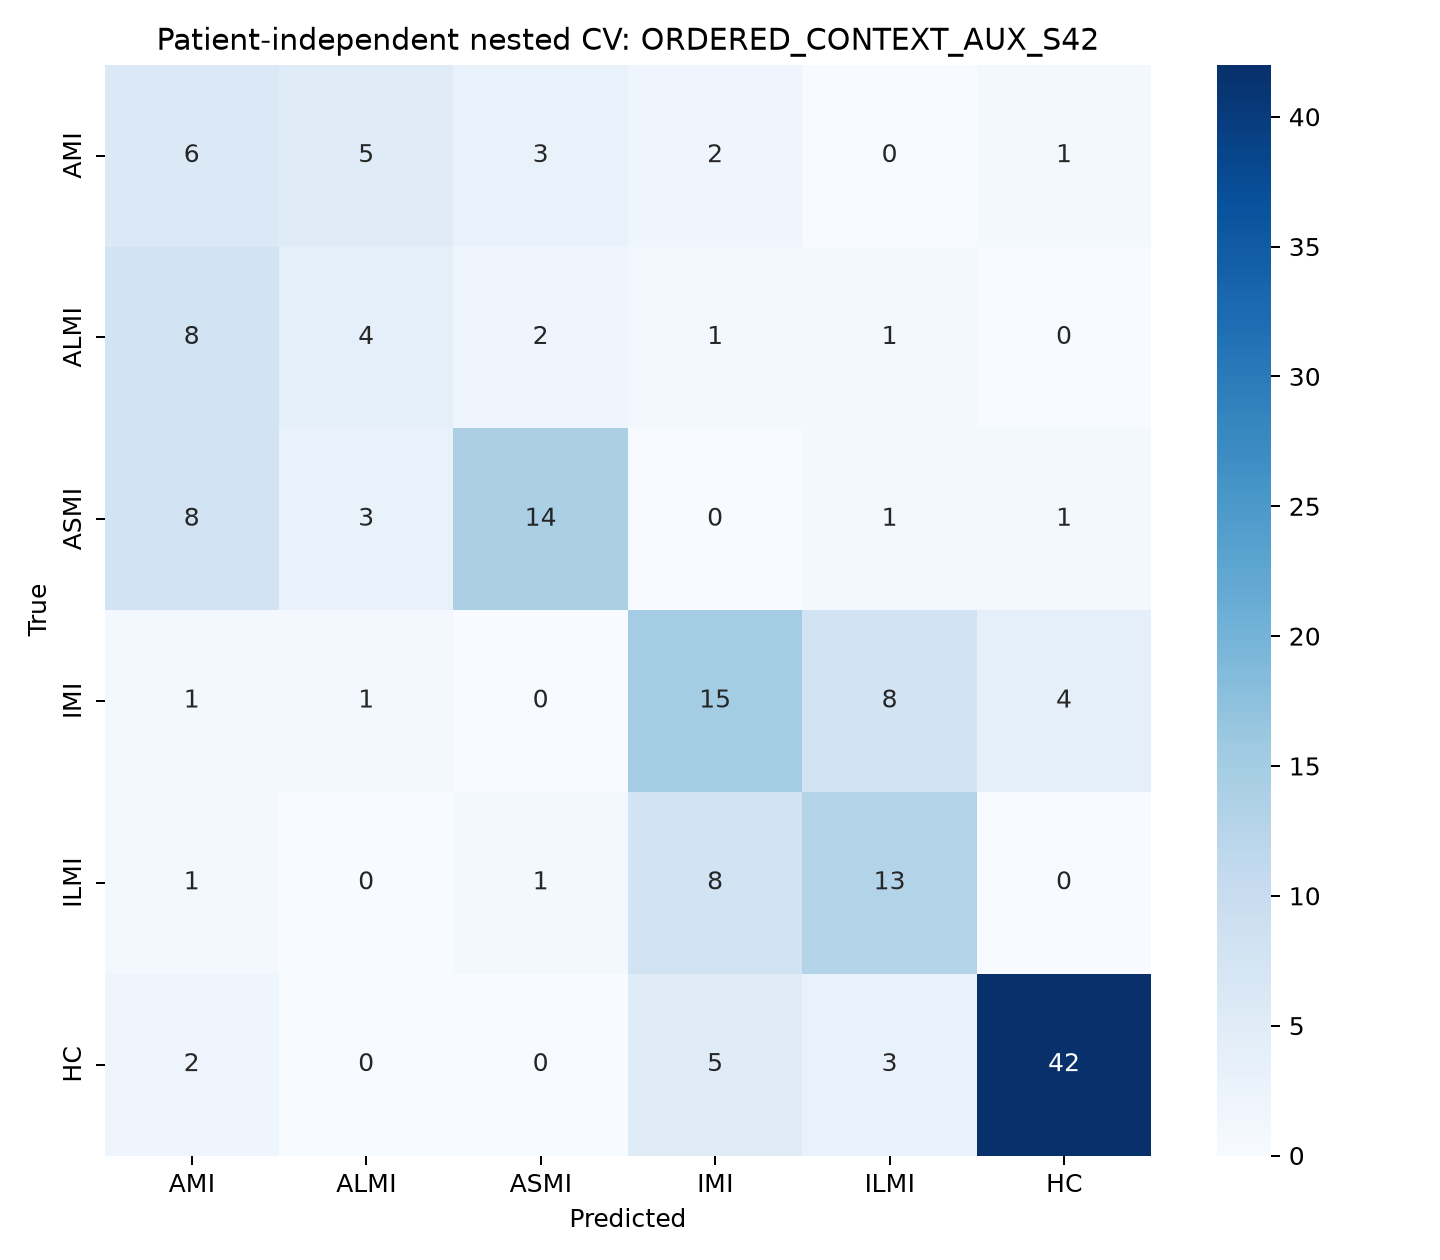 Patient-independent nested CV: ORDERED_CONTEXT_AUX_S42
True
AMI 6 5 3 2 0 1
ALMI 8 4 2 1 1 0
ASMI 8 3 14 0 1 1
IMI 1 1 0 15 8 4
ILMI 1 0 1 8 13 0
HC 2 0 0 5 3 42
AMI ALMI ASMI IMI ILMI HC
Predicted
40
35
30
25
20
15
10
5
0